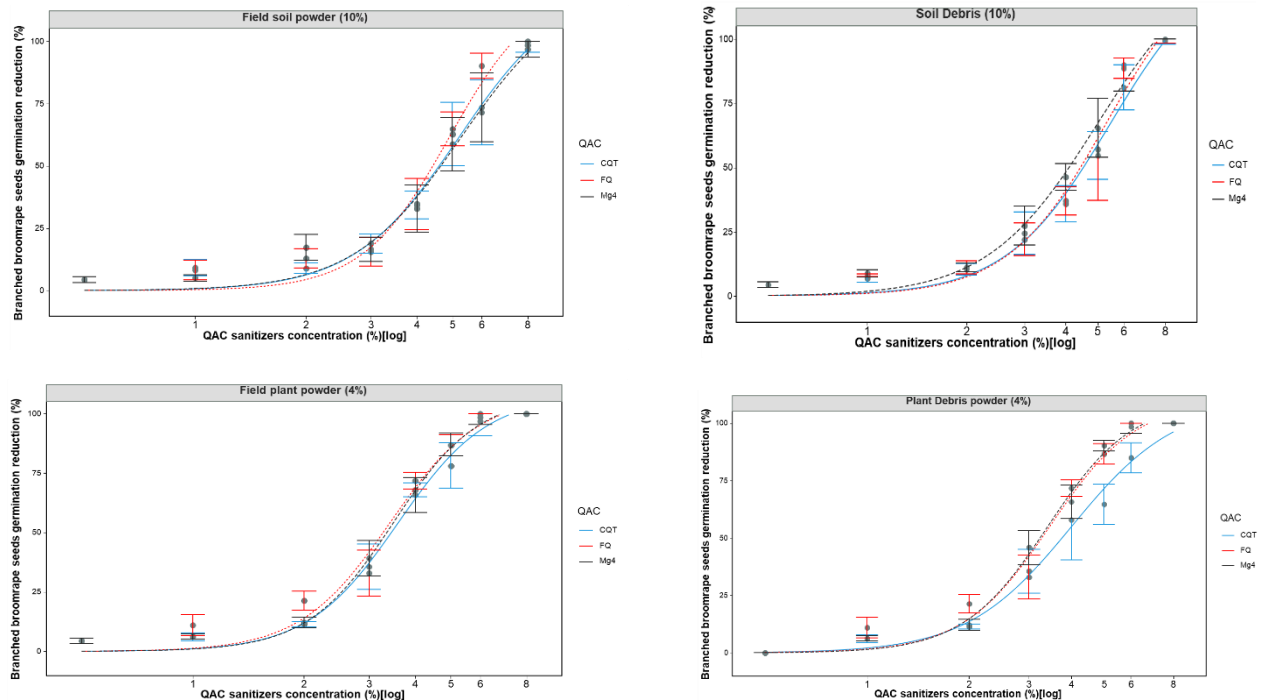 Field soil powder (10%)
Branched broomrape seeds germination reduction (%)
100
75
50
25
0
1
2
3
4
5
6
8
QAC sanitizers concentration (%)[log]
QAC
CQT
FQ
Mg4
Soil Debris (10%)
Branched broomrape seeds germination reduction (%)
100
75
50
25
0
1
2
3
4
5
6
8
QAC sanitizers concentration (%)[log]
QAC
CQT
FQ
Mg4
Field plant powder (4%)
Branched broomrape seeds germination reduction (%)
100
75
50
25
0
1
2
3
4
5
6
8
QAC sanitizers concentration (%)[log]
QAC
CQT
FQ
Mg4
Plant Debris powder (4%)
Branched broomrape seeds germination reduction (%)
100
75
50
25
0
1
2
3
4
5
6
8
QAC sanitizers concentration (%)[log]
QAC
CQT
FQ
Mg4